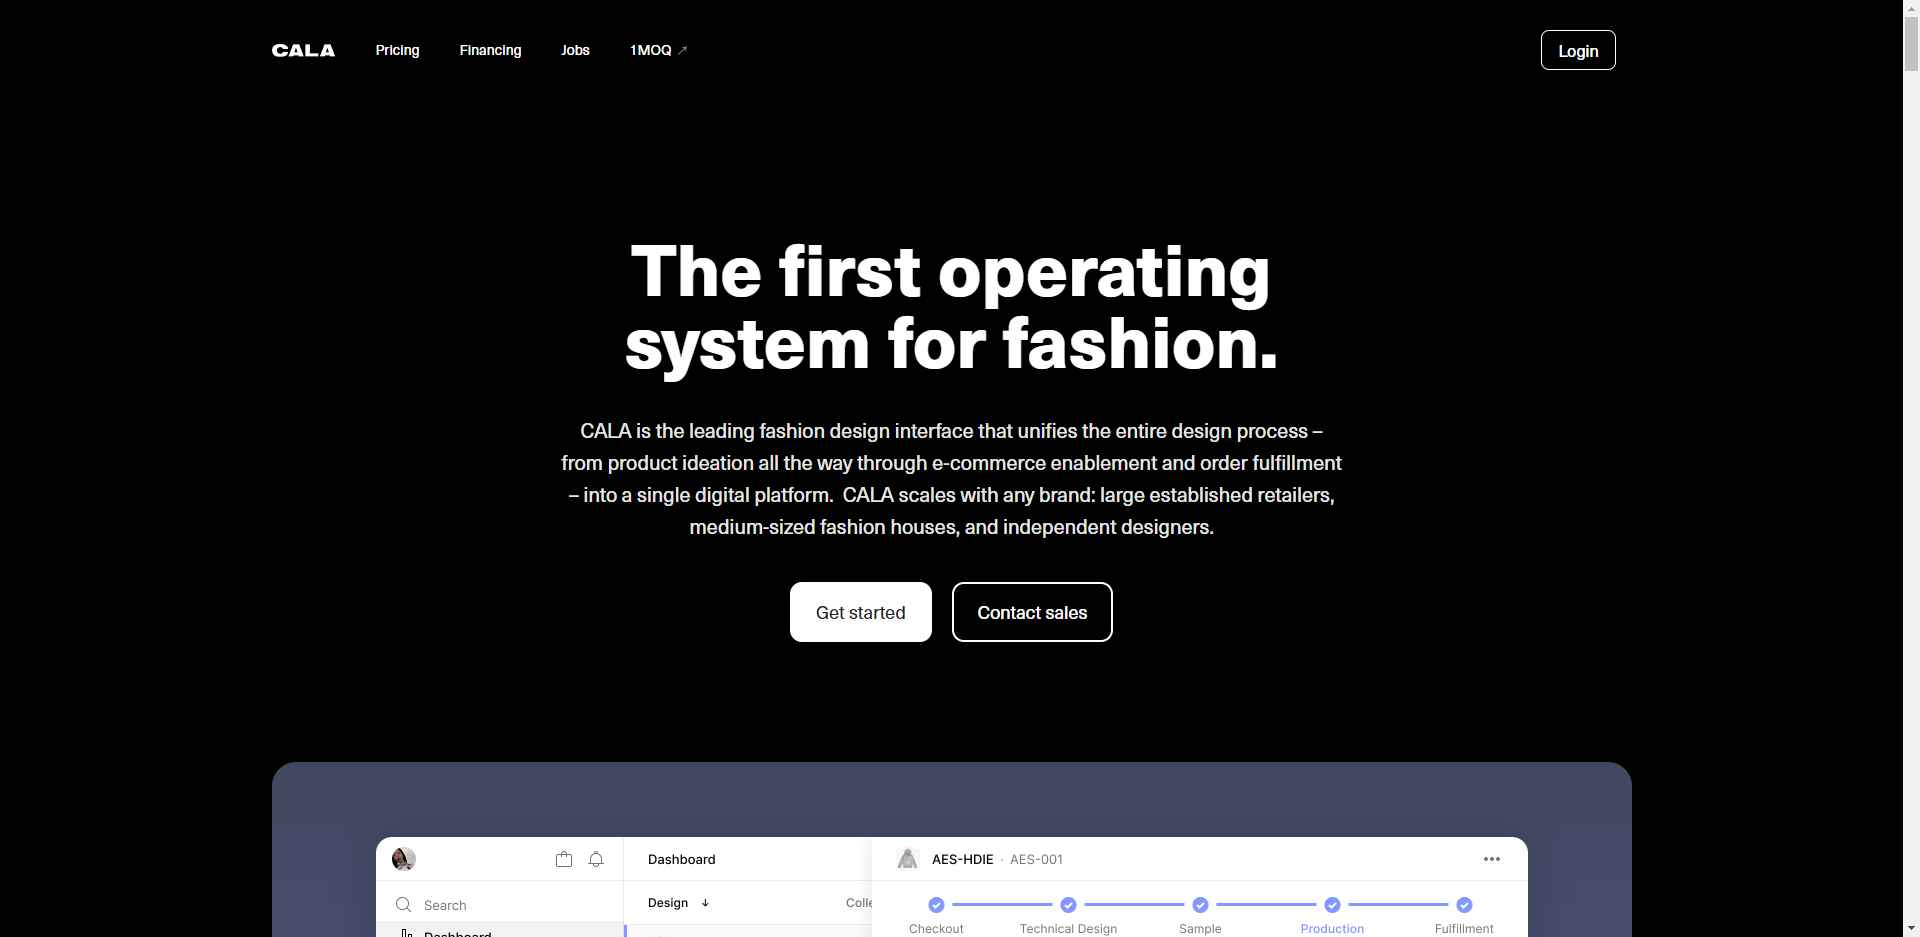 CALA
Pricing
Financing
Jobs
1MOQ ↗
Login
The first operating
system for fashion.
CALA is the leading fashion design interface that unifies the entire design process –
from product ideation all the way through e-commerce enablement and order fulfillment
– into a single digital platform.  CALA scales with any brand: large established retailers,
medium-sized fashion houses, and independent designers.
Get started
Contact sales
Dashboard
AES-HDIE · AES-001
Search
Design ↓
Colle
Dashboard
Checkout
Technical Design
Sample
Production
Fulfillment